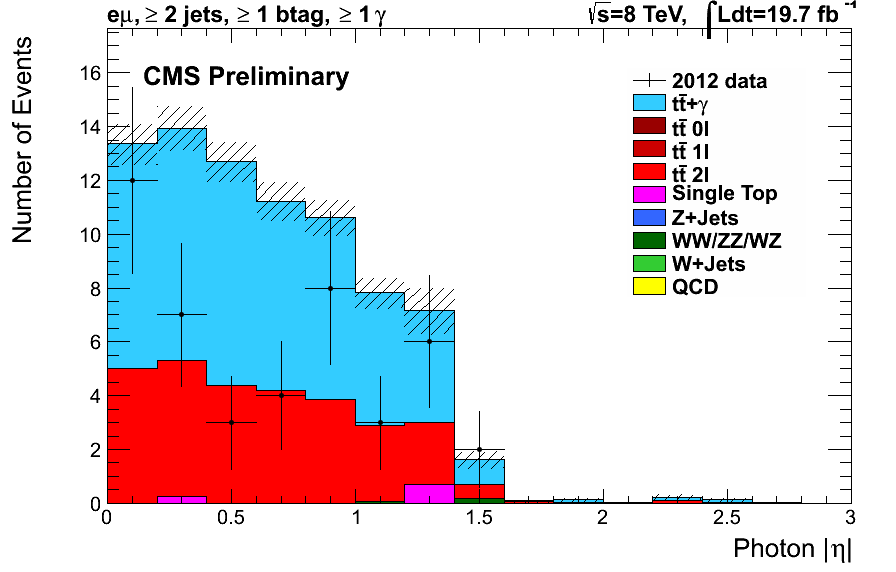 eμ, ≥ 2 jets, ≥ 1 btag, ≥ 1 γ
√s=8 TeV, ∫Ldt=19.7 fb⁻¹
Number of Events
CMS Preliminary
2012 data
tt̄+γ
tt̄ 0l
tt̄ 1l
tt̄ 2l
Single Top
Z+Jets
WW/ZZ/WZ
W+Jets
QCD
16
14
12
10
8
6
4
2
0
0 0.5 1 1.5 2 2.5 3
Photon |η|